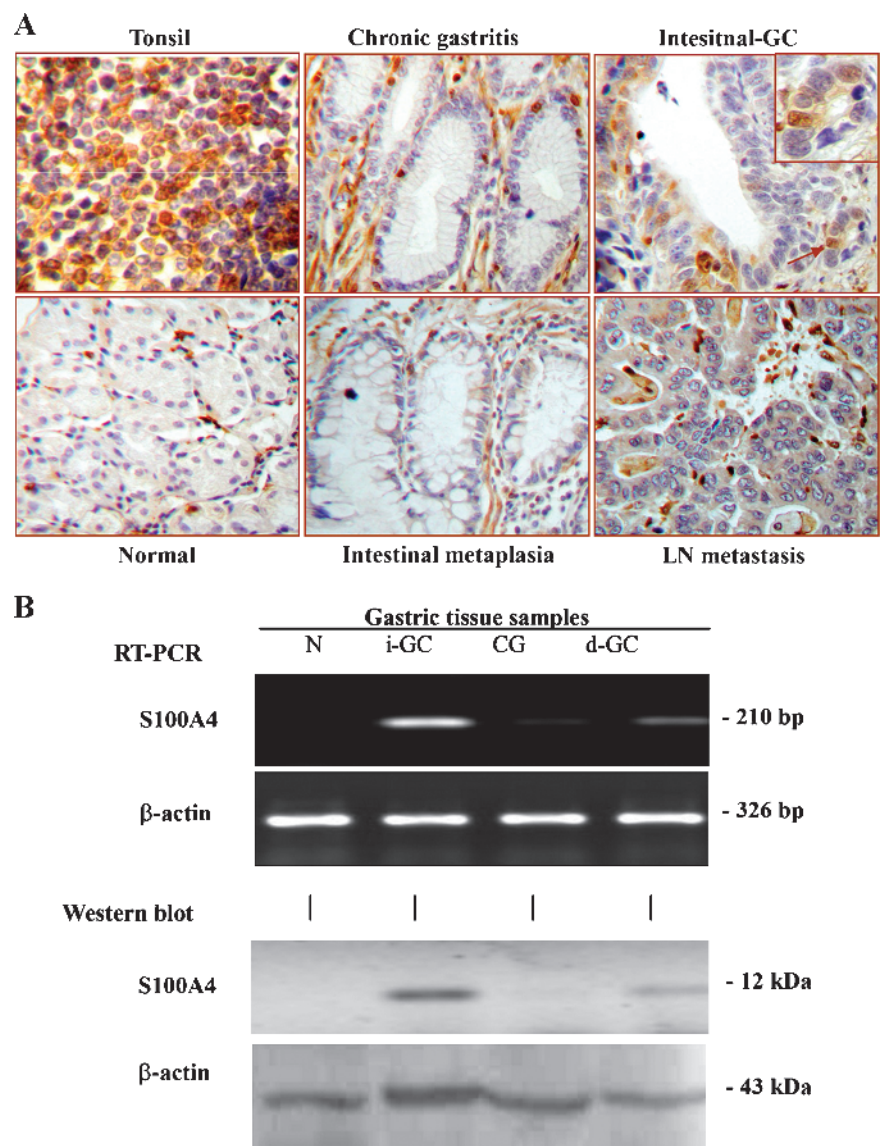 A
Tonsil Chronic gastritis Intesitnal-GC
Normal Intestinal metaplasia LN metastasis
B
Gastric tissue samples
RT-PCR N i-GC CG d-GC
S100A4 - 210 bp
β-actin - 326 bp
Western blot
S100A4 - 12 kDa
β-actin - 43 kDa